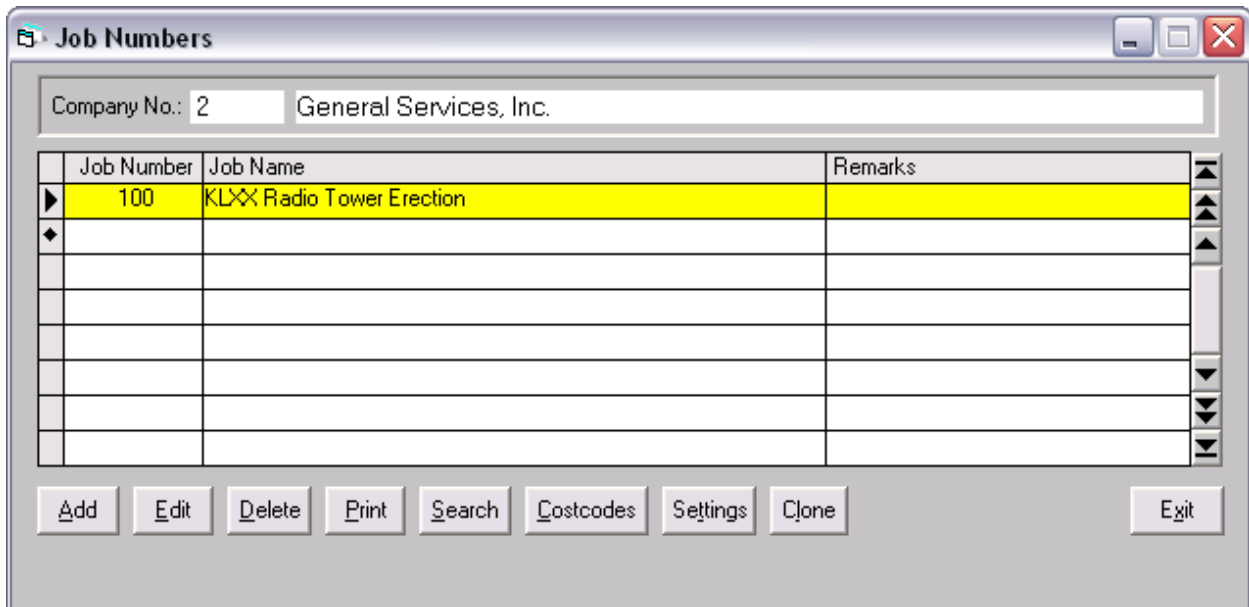 Job Numbers
Company No.: 2 General Services, Inc.
Job Number Job Name Remarks
100 KLXX Radio Tower Erection
Add Edit Delete Print Search Costcodes Settings Clone Exit